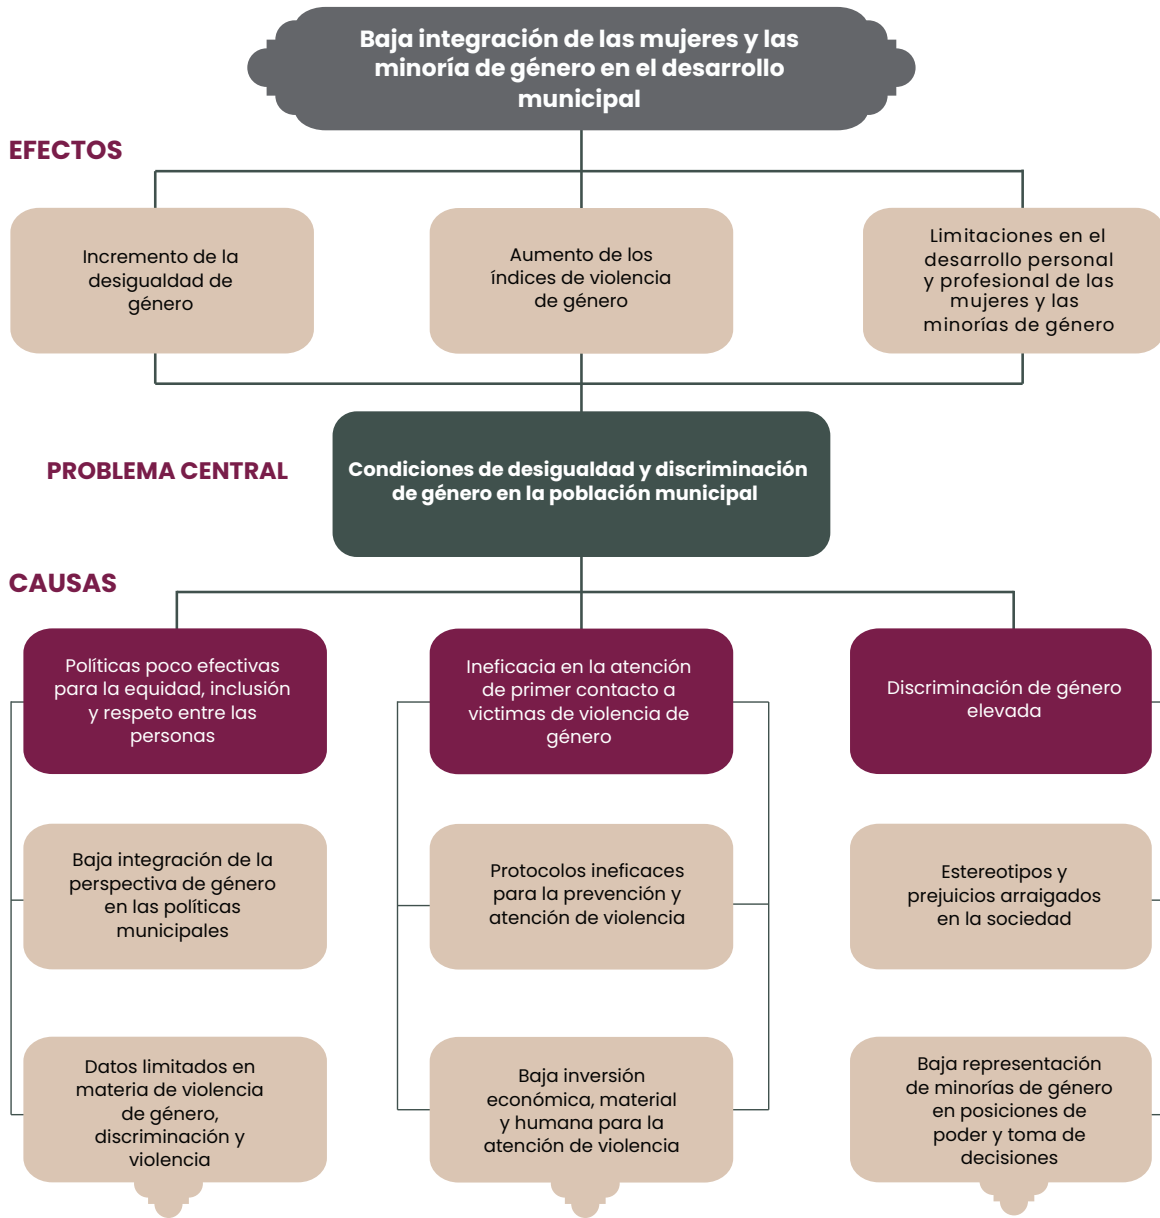 Baja integración de las mujeres y las
minoría de género en el desarrollo
municipal
EFECTOS
Incremento de la
desigualdad de
género
Aumento de los
índices de violencia
de género
Limitaciones en el
desarrollo personal
y profesional de las
mujeres y las
minorías de género
PROBLEMA CENTRAL
Condiciones de desigualdad y discriminación
de género en la población municipal
CAUSAS
Políticas poco efectivas
para la equidad, inclusión
y respeto entre las
personas
Ineficacia en la atención
de primer contacto a
victimas de violencia de
género
Discriminación de género
elevada
Baja integración de la
perspectiva de género
en las políticas
municipales
Protocolos ineficaces
para la prevención y
atención de violencia
Estereotipos y
prejuicios arraigados
en la sociedad
Datos limitados en
materia de violencia
de género,
discriminación y
violencia
Baja inversión
económica, material
y humana para la
atención de violencia
Baja representación
de minorías de género
en posiciones de
poder y toma de
decisiones